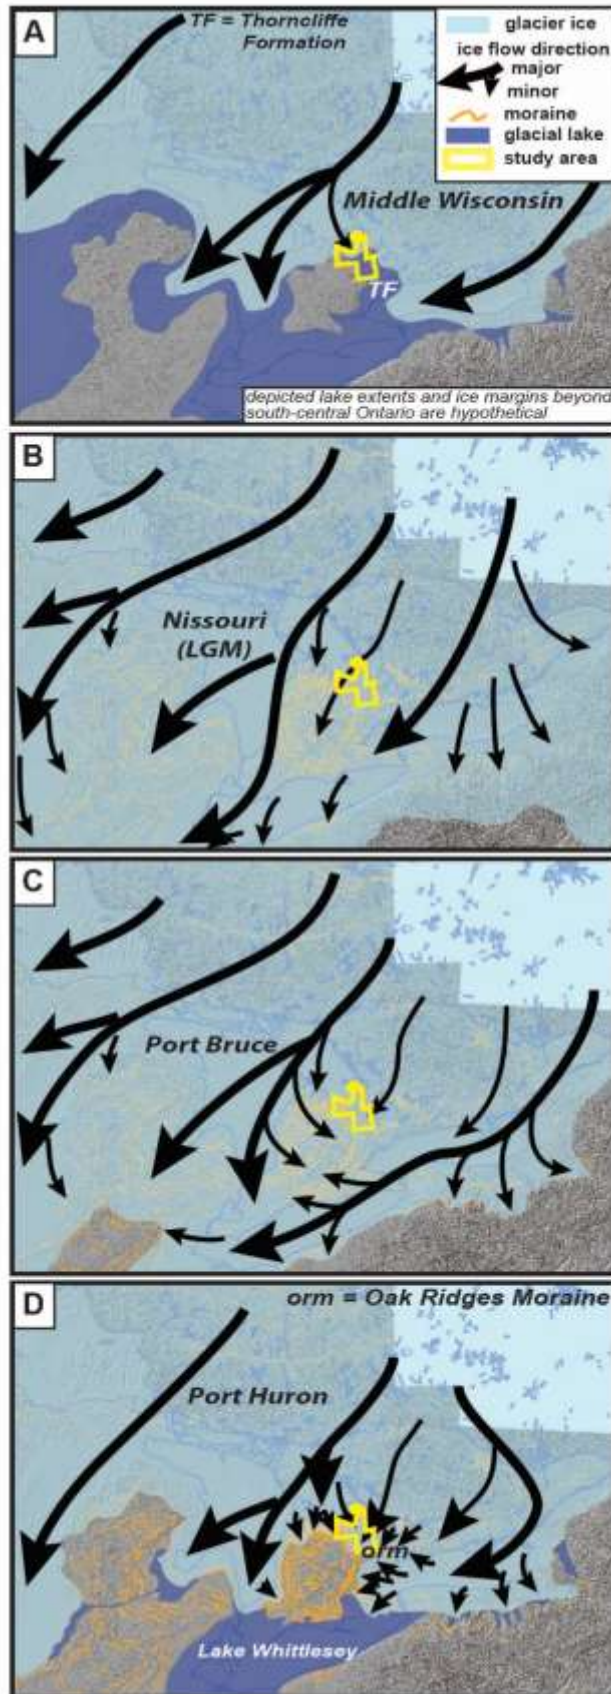 A
TF = Thorncliffe
Formation
glacier ice
ice flow direction
major
minor
moraine
glacial lake
study area
Middle Wisconsin
TF
depicted lake extents and ice margins beyond
south-central Ontario are hypothetical
B
Nissouri
(LGM)
C
Port Bruce
D
orm = Oak Ridges Moraine
Port Huron
orm
Lake Whittlesey